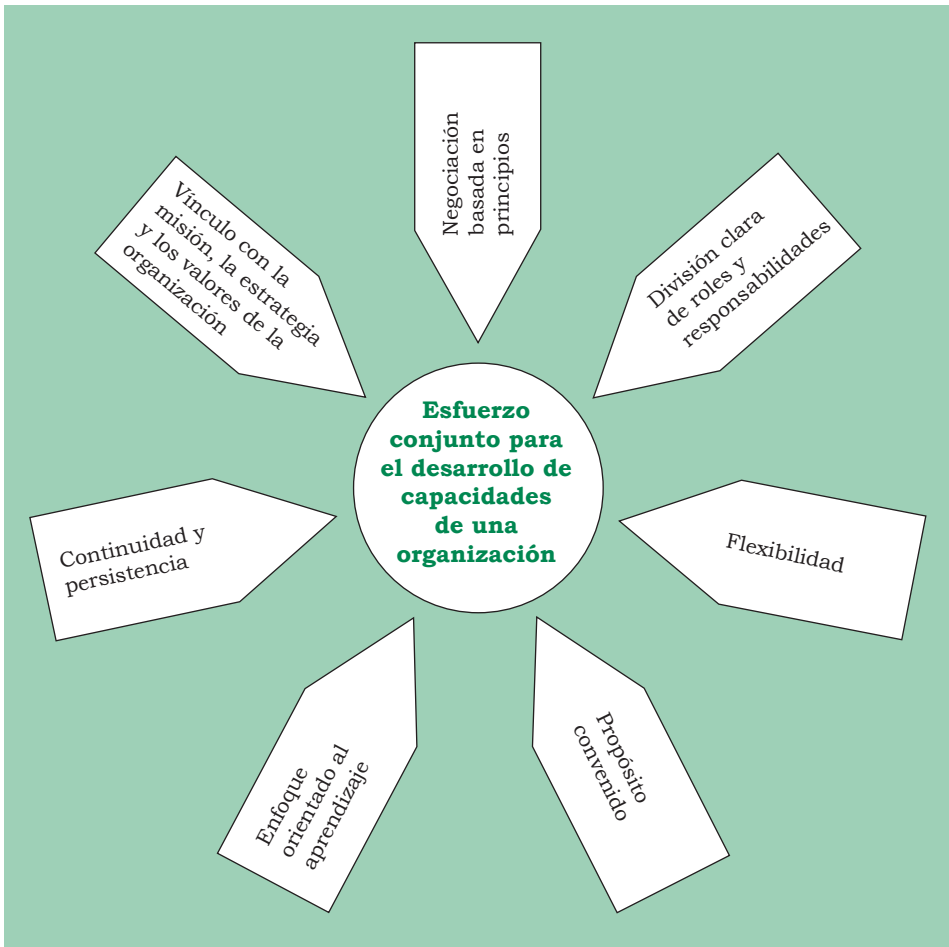 Negociación
basada en
principios
Vínculo con la
misión, la estrategia
y los valores de la
organización
División clara
de roles y
responsabilidades
Esfuerzo
conjunto para
el desarrollo de
capacidades
de una
organización
Continuidad y
persistencia
Flexibilidad
Enfoque
orientado al
aprendizaje
Propósito
convenido